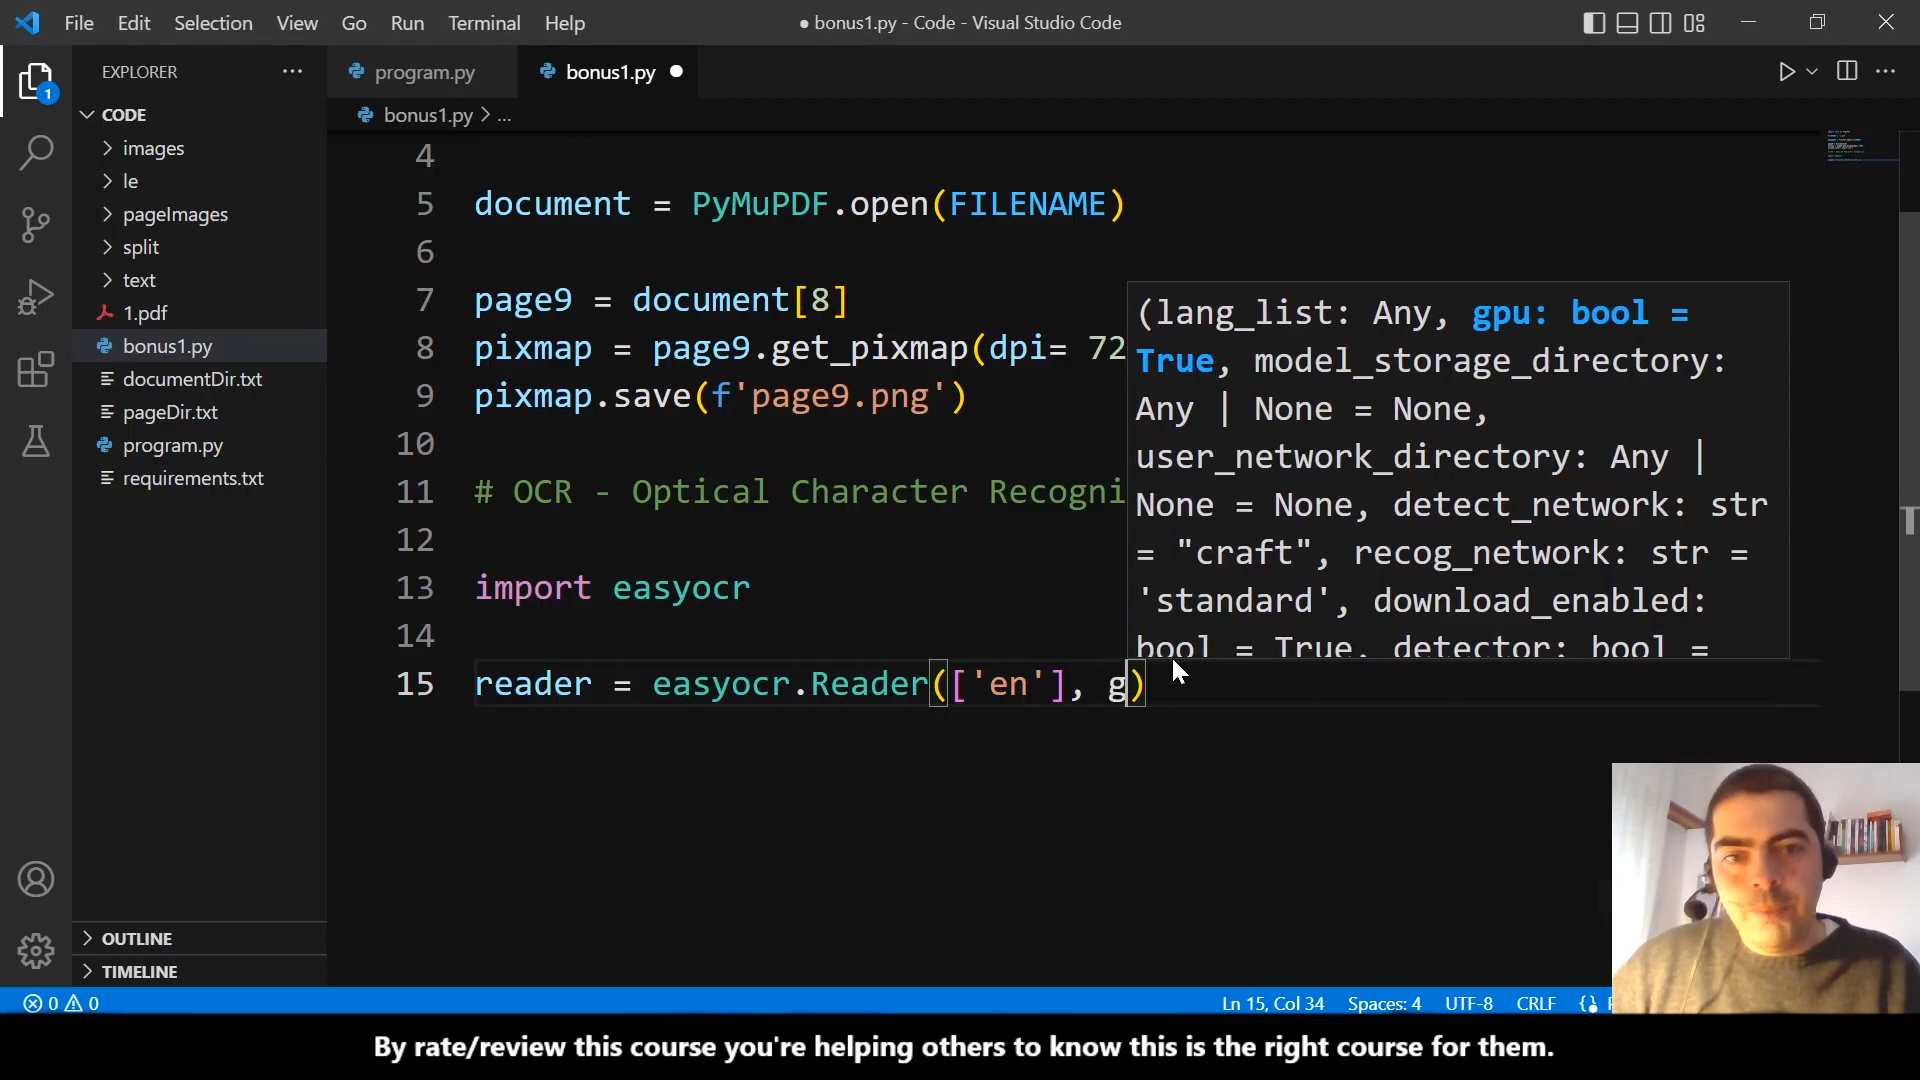 File Edit Selection View Go Run Terminal Help
● bonus1.py - Code - Visual Studio Code
EXPLORER
program.py
bonus1.py
1
CODE
bonus1.py > ...
images
le
pageImages
split
text
1.pdf
bonus1.py
documentDir.txt
pageDir.txt
program.py
requirements.txt
4
5 document = PyMuPDF.open(FILENAME)
6
7 page9 = document[8]
8 pixmap = page9.get_pixmap(dpi= 72
9 pixmap.save(f'page9.png')
10
11 # OCR - Optical Character Recogni
12
13 import easyocr
14
15 reader = easyocr.Reader(['en'], g)
(lang_list: Any, gpu: bool =
True, model_storage_directory:
Any | None = None,
user_network_directory: Any |
None = None, detect_network: str
= "craft", recog_network: str =
'standard', download_enabled:
bool = True, detector: bool =
OUTLINE
TIMELINE
0 0
Ln 15, Col 34 Spaces: 4 UTF-8 CRLF {}
By rate/review this course you're helping others to know this is the right course for them.